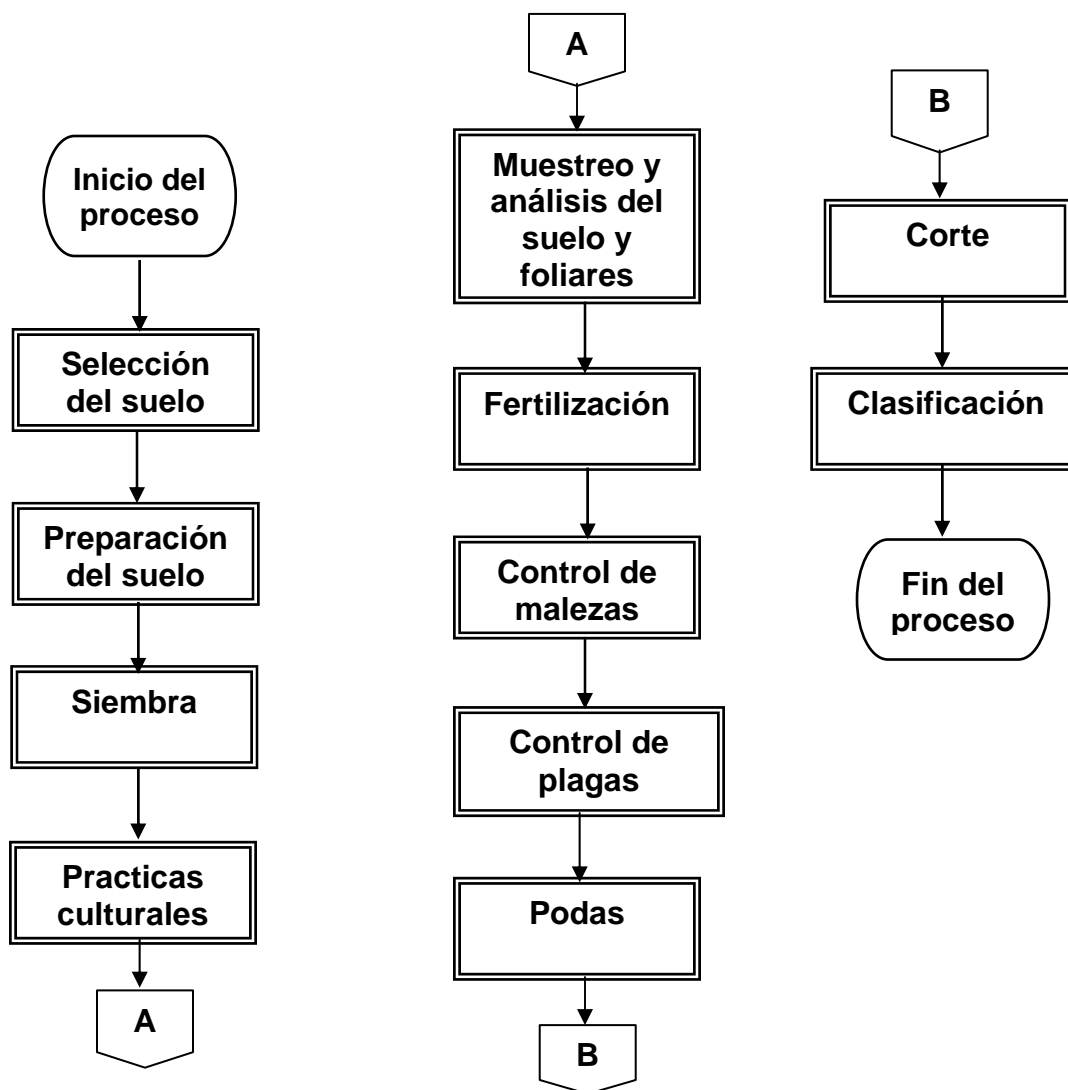 Inicio del
proceso
Selección
del suelo
Preparación
del suelo
Siembra
Practicas
culturales
A
A
Muestreo y
análisis del
suelo y
foliares
Fertilización
Control de
malezas
Control de
plagas
Podas
B
B
Corte
Clasificación
Fin del
proceso